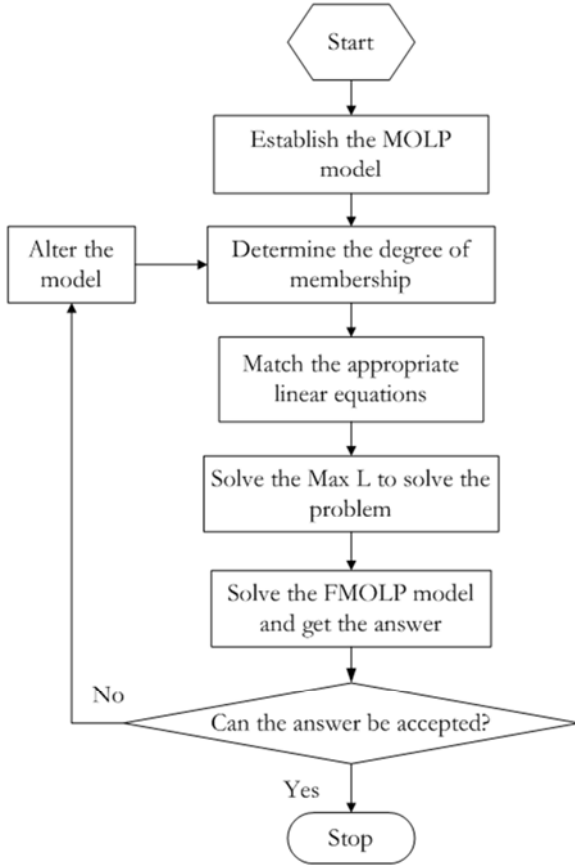 Start
Establish the MOLP
model
Alter the
model
Determine the degree of
membership
Match the appropriate
linear equations
Solve the Max L to solve the
problem
Solve the FMOLP model
and get the answer
No
Can the answer be accepted?
Yes
Stop